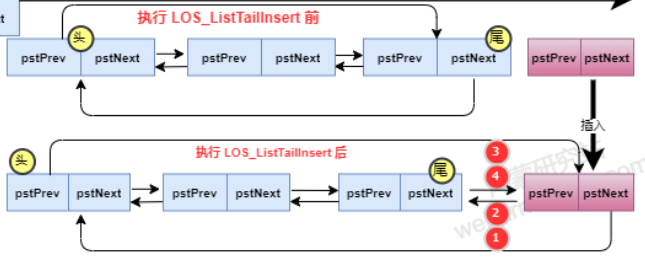 xt
执行 LOS_ListTailInsert 前
头
尾
pstPrev pstNext pstPrev pstNext pstPrev pstNext pstPrev pstNext
插入
头
执行 LOS_ListTailInsert 后
3
尾
4
pstPrev pstNext pstPrev pstNext pstPrev pstNext pstPrev pstNext
2
1